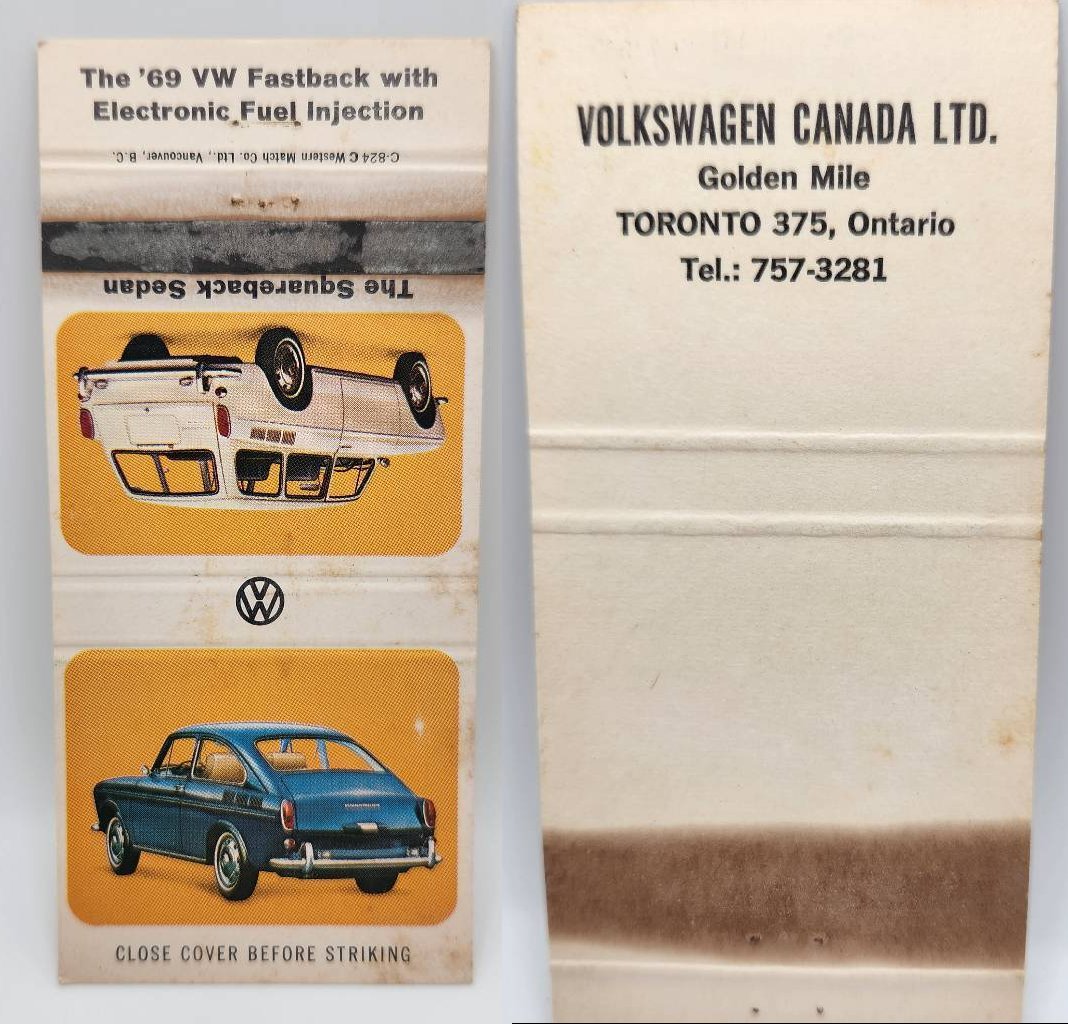 The '69 VW Fastback with
Electronic Fuel Injection
C-824 C Western Match Co. Ltd., Vancouver, B.C.
The Squareback Sedan
VW
CLOSE COVER BEFORE STRIKING
VOLKSWAGEN CANADA LTD.
Golden Mile
TORONTO 375, Ontario
Tel.: 757-3281